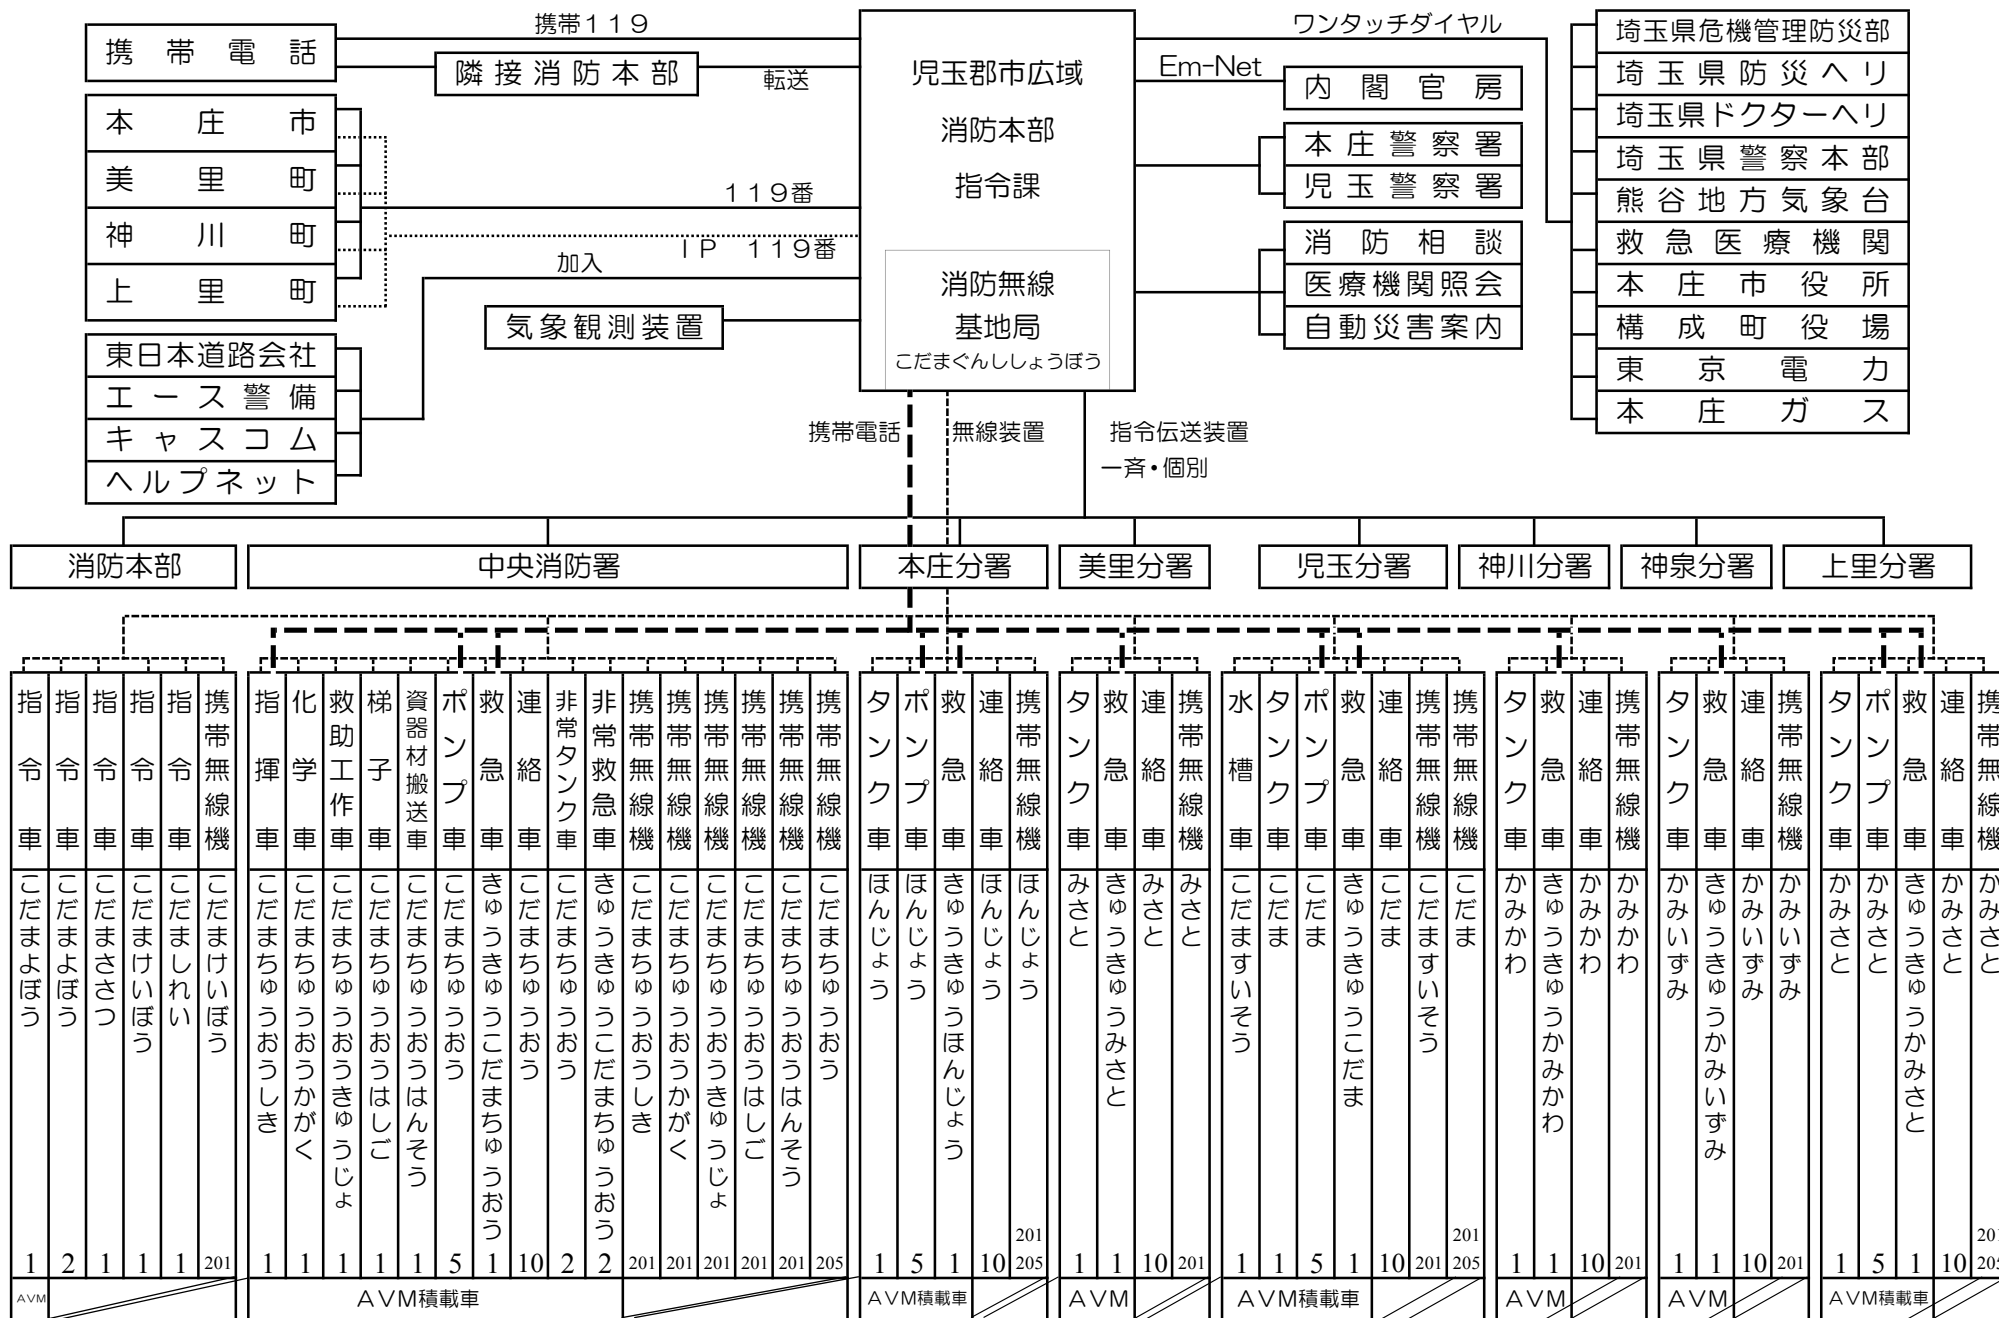 携帯電話
携帯119
隣接消防本部
転送
本庄市
美里町
神川町
上里町
119番
IP 119番
加入
気象観測装置
東日本道路会社
エース警備
キャスコム
ヘルプネット
児玉郡市広域
消防本部
指令課
消防無線
基地局
こだまぐんししょうぼう
ワンタッチダイヤル
Em-Net
内閣官房
本庄警察署
児玉警察署
消防相談
医療機関照会
自動災害案内
埼玉県危機管理防災部
埼玉県防災ヘリ
埼玉県ドクターヘリ
埼玉県警察本部
熊谷地方気象台
救急医療機関
本庄市役所
構成町役場
東京電力
本庄ガス
携帯電話
無線装置
指令伝送装置
一斉・個別
消防本部
中央消防署
本庄分署
美里分署
児玉分署
神川分署
神泉分署
上里分署
指令車
こだまよぼう
1
指令車
こだまよぼう
2
指令車
こだまささつ
1
指令車
こだまけいぼう
1
指令車
こだましれい
1
携帯無線機
こだまけいぼう
201
AVM
指揮車
こだまちゅうおうしき
1
化学車
こだまちゅうおうかがく
1
救助工作車
こだまちゅうおうきゅうじょ
1
梯子車
こだまちゅうおうはしご
1
資器材搬送車
こだまちゅうおうはんそう
1
ポンプ車
こだまちゅうおう
5
救急車
きゅうきゅうこだまちゅうおう
1
連絡車
こだまちゅうおう
10
非常タンク車
こだまちゅうおう
2
非常救急車
きゅうきゅうこだまちゅうおう
2
携帯無線機
こだまちゅうおうしき
201
携帯無線機
こだまちゅうおうかがく
201
携帯無線機
こだまちゅうおうきゅうじょ
201
携帯無線機
こだまちゅうおうはしご
201
携帯無線機
こだまちゅうおうはんそう
201
携帯無線機
こだまちゅうおう
205
AVM積載車
タンク車
ほんじょう
1
ポンプ車
ほんじょう
5
救急車
きゅうきゅうほんじょう
1
連絡車
ほんじょう
10
携帯無線機
ほんじょう
201
205
AVM積載車
タンク車
みさと
1
救急車
きゅうきゅうみさと
1
連絡車
みさと
10
携帯無線機
みさと
201
AVM
水槽車
こだますいそう
1
タンク車
こだま
1
ポンプ車
こだま
5
救急車
きゅうきゅうこだま
1
連絡車
こだま
10
携帯無線機
こだますいそう
201
携帯無線機
こだま
201
205
AVM積載車
タンク車
かみかわ
1
救急車
きゅうきゅうかみかわ
1
連絡車
かみかわ
10
携帯無線機
かみかわ
201
AVM
タンク車
かみいずみ
1
救急車
きゅうきゅうかみいずみ
1
連絡車
かみいずみ
10
携帯無線機
かみいずみ
201
AVM
タンク車
かみさと
1
ポンプ車
かみさと
5
救急車
きゅうきゅうかみさと
1
連絡車
かみさと
10
携帯無線機
かみさと
201
205
AVM積載車